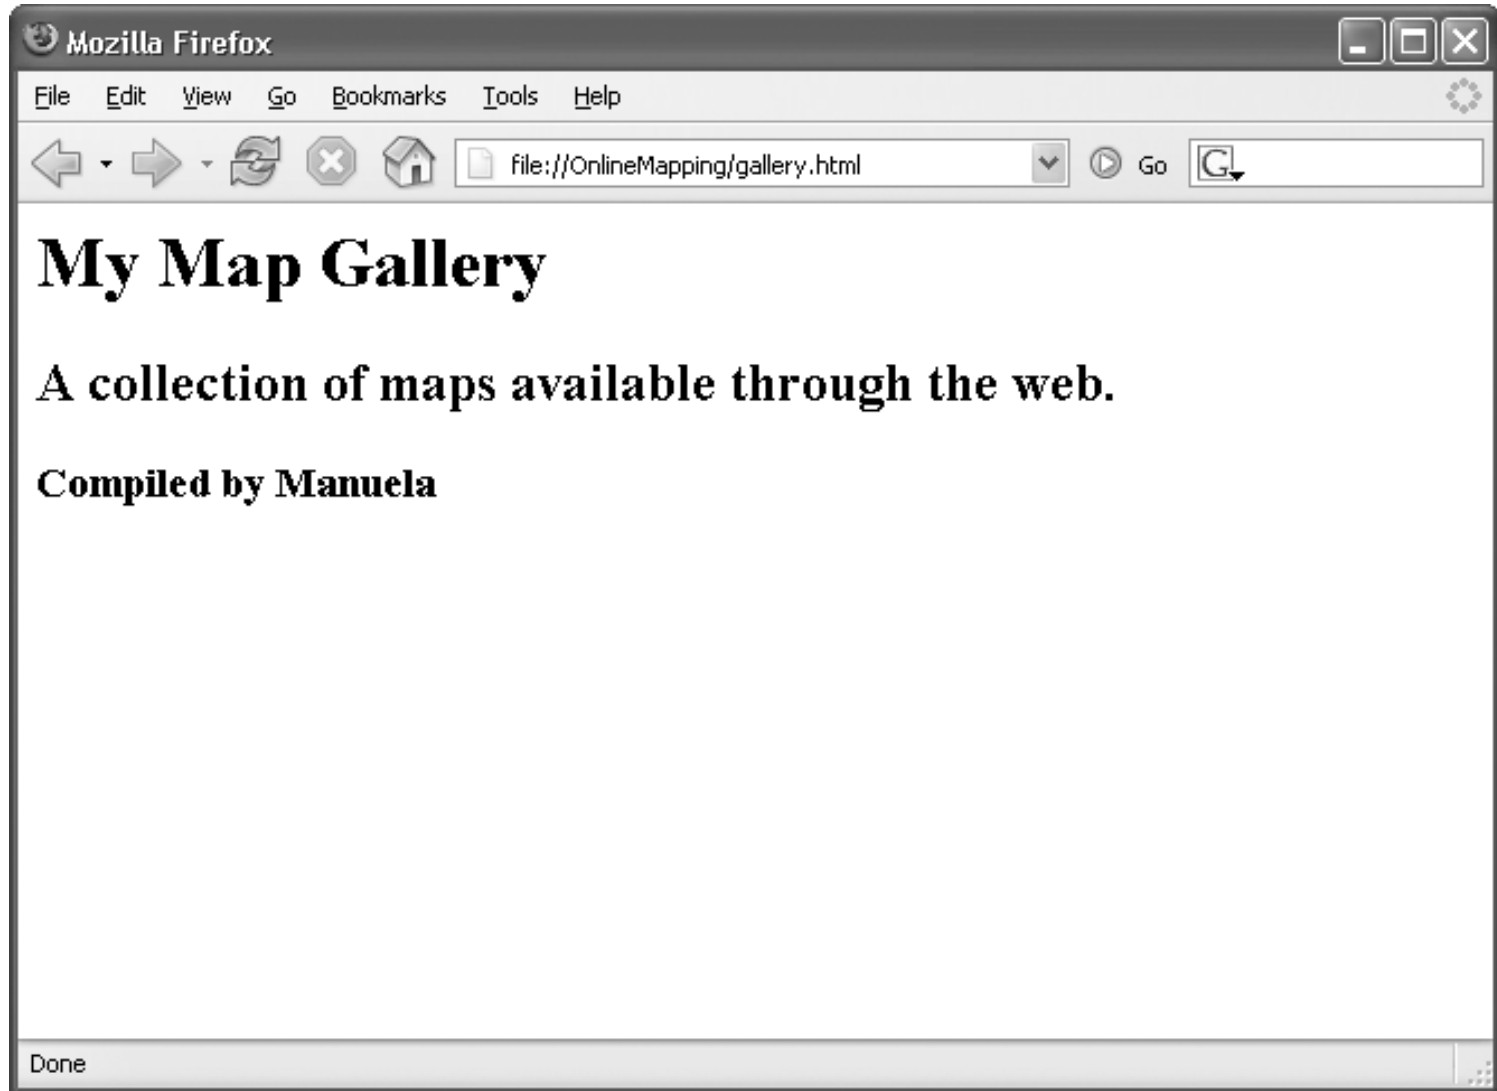 Mozilla Firefox
File Edit View Go Bookmarks Tools Help
file://OnlineMapping/gallery.html Go G
My Map Gallery
A collection of maps available through the web.
Compiled by Manuela
Done